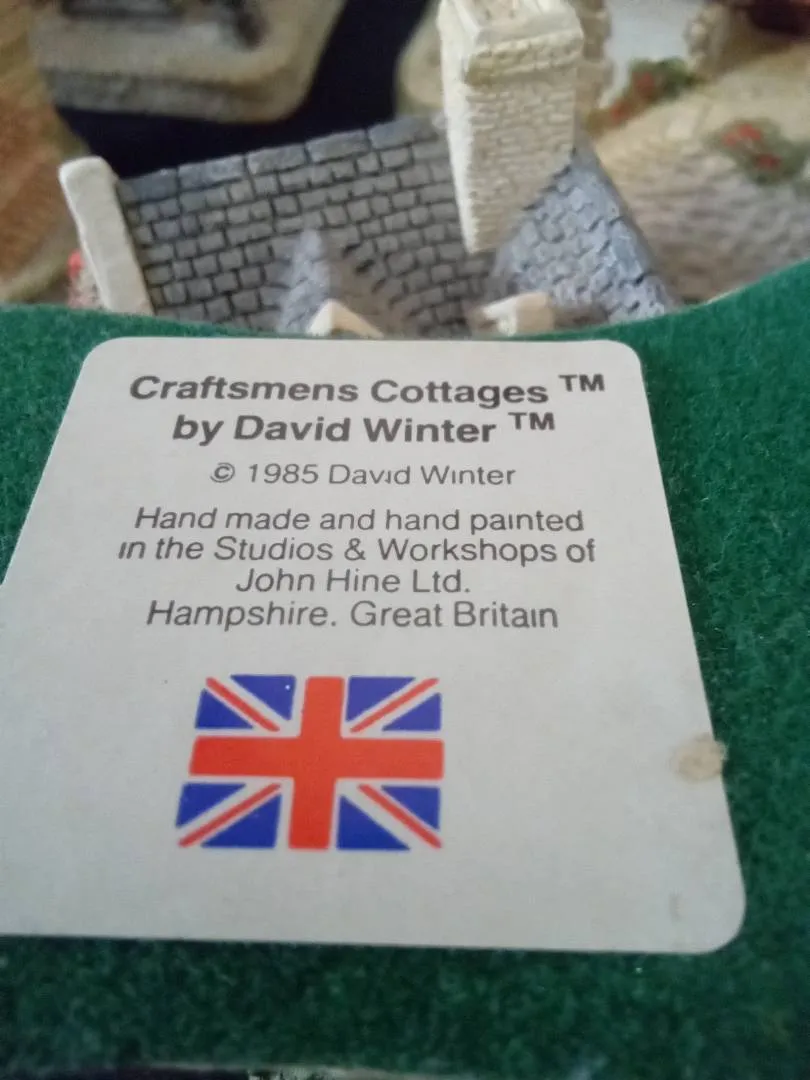 Craftsmens Cottages ™
by David Winter ™
© 1985 David Winter
Hand made and hand painted
in the Studios & Workshops of
John Hine Ltd.
Hampshire. Great Britain